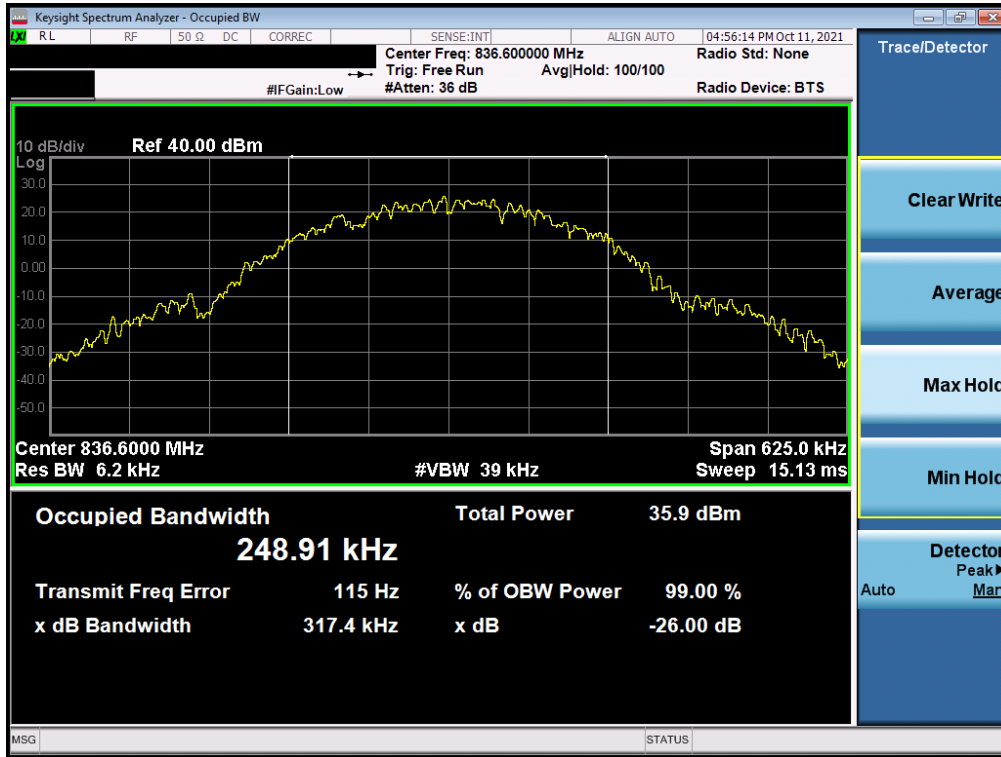 Keysight Spectrum Analyzer - Occupied BW
LXI RL RF 50 Ω DC CORREC SENSE:INT ALIGN AUTO 04:56:14 PM Oct 11, 2021
Center Freq: 836.600000 MHz Radio Std: None
Trig: Free Run Avg|Hold: 100/100
#IFGain:Low #Atten: 36 dB Radio Device: BTS
Trace/Detector
10 dB/div Ref 40.00 dBm
Log
30.0
20.0
10.0
0.00
-10.0
-20.0
-30.0
-40.0
-50.0
Center 836.6000 MHz Span 625.0 kHz
Res BW 6.2 kHz #VBW 39 kHz Sweep 15.13 ms
Occupied Bandwidth Total Power 35.9 dBm
248.91 kHz
Transmit Freq Error 115 Hz % of OBW Power 99.00 %
x dB Bandwidth 317.4 kHz x dB -26.00 dB
Clear Write
Average
Max Hold
Min Hold
Detector
Peak
Auto Man
MSG STATUS